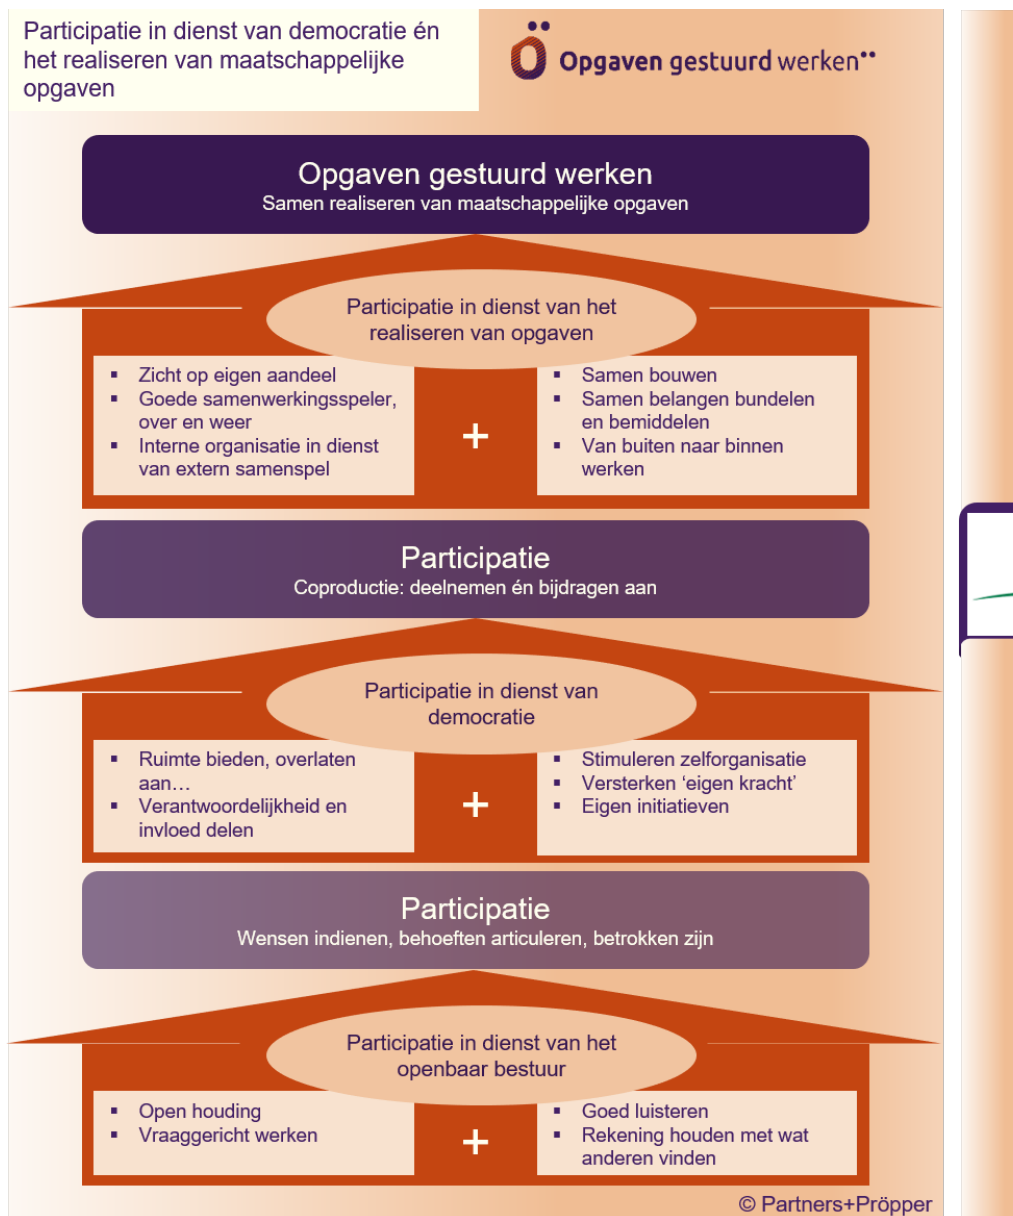 Participatie in dienst van democratie én
het realiseren van maatschappelijke
opgaven
Opgaven gestuurd werken
Opgaven gestuurd werken
Samen realiseren van maatschappelijke opgaven
Participatie in dienst van het
realiseren van opgaven
▪ Zicht op eigen aandeel
▪ Goede samenwerkingsspeler,
over en weer
▪ Interne organisatie in dienst
van extern samenspel
+
▪ Samen bouwen
▪ Samen belangen bundelen
en bemiddelen
▪ Van buiten naar binnen
werken
Participatie
Coproductie: deelnemen én bijdragen aan
Participatie in dienst van
democratie
▪ Ruimte bieden, overlaten
aan…
▪ Verantwoordelijkheid en
invloed delen
+
▪ Stimuleren zelforganisatie
▪ Versterken ‘eigen kracht’
▪ Eigen initiatieven
Participatie
Wensen indienen, behoeften articuleren, betrokken zijn
Participatie in dienst van het
openbaar bestuur
▪ Open houding
▪ Vraaggericht werken
+
▪ Goed luisteren
▪ Rekening houden met wat
anderen vinden
© Partners+Pröpper